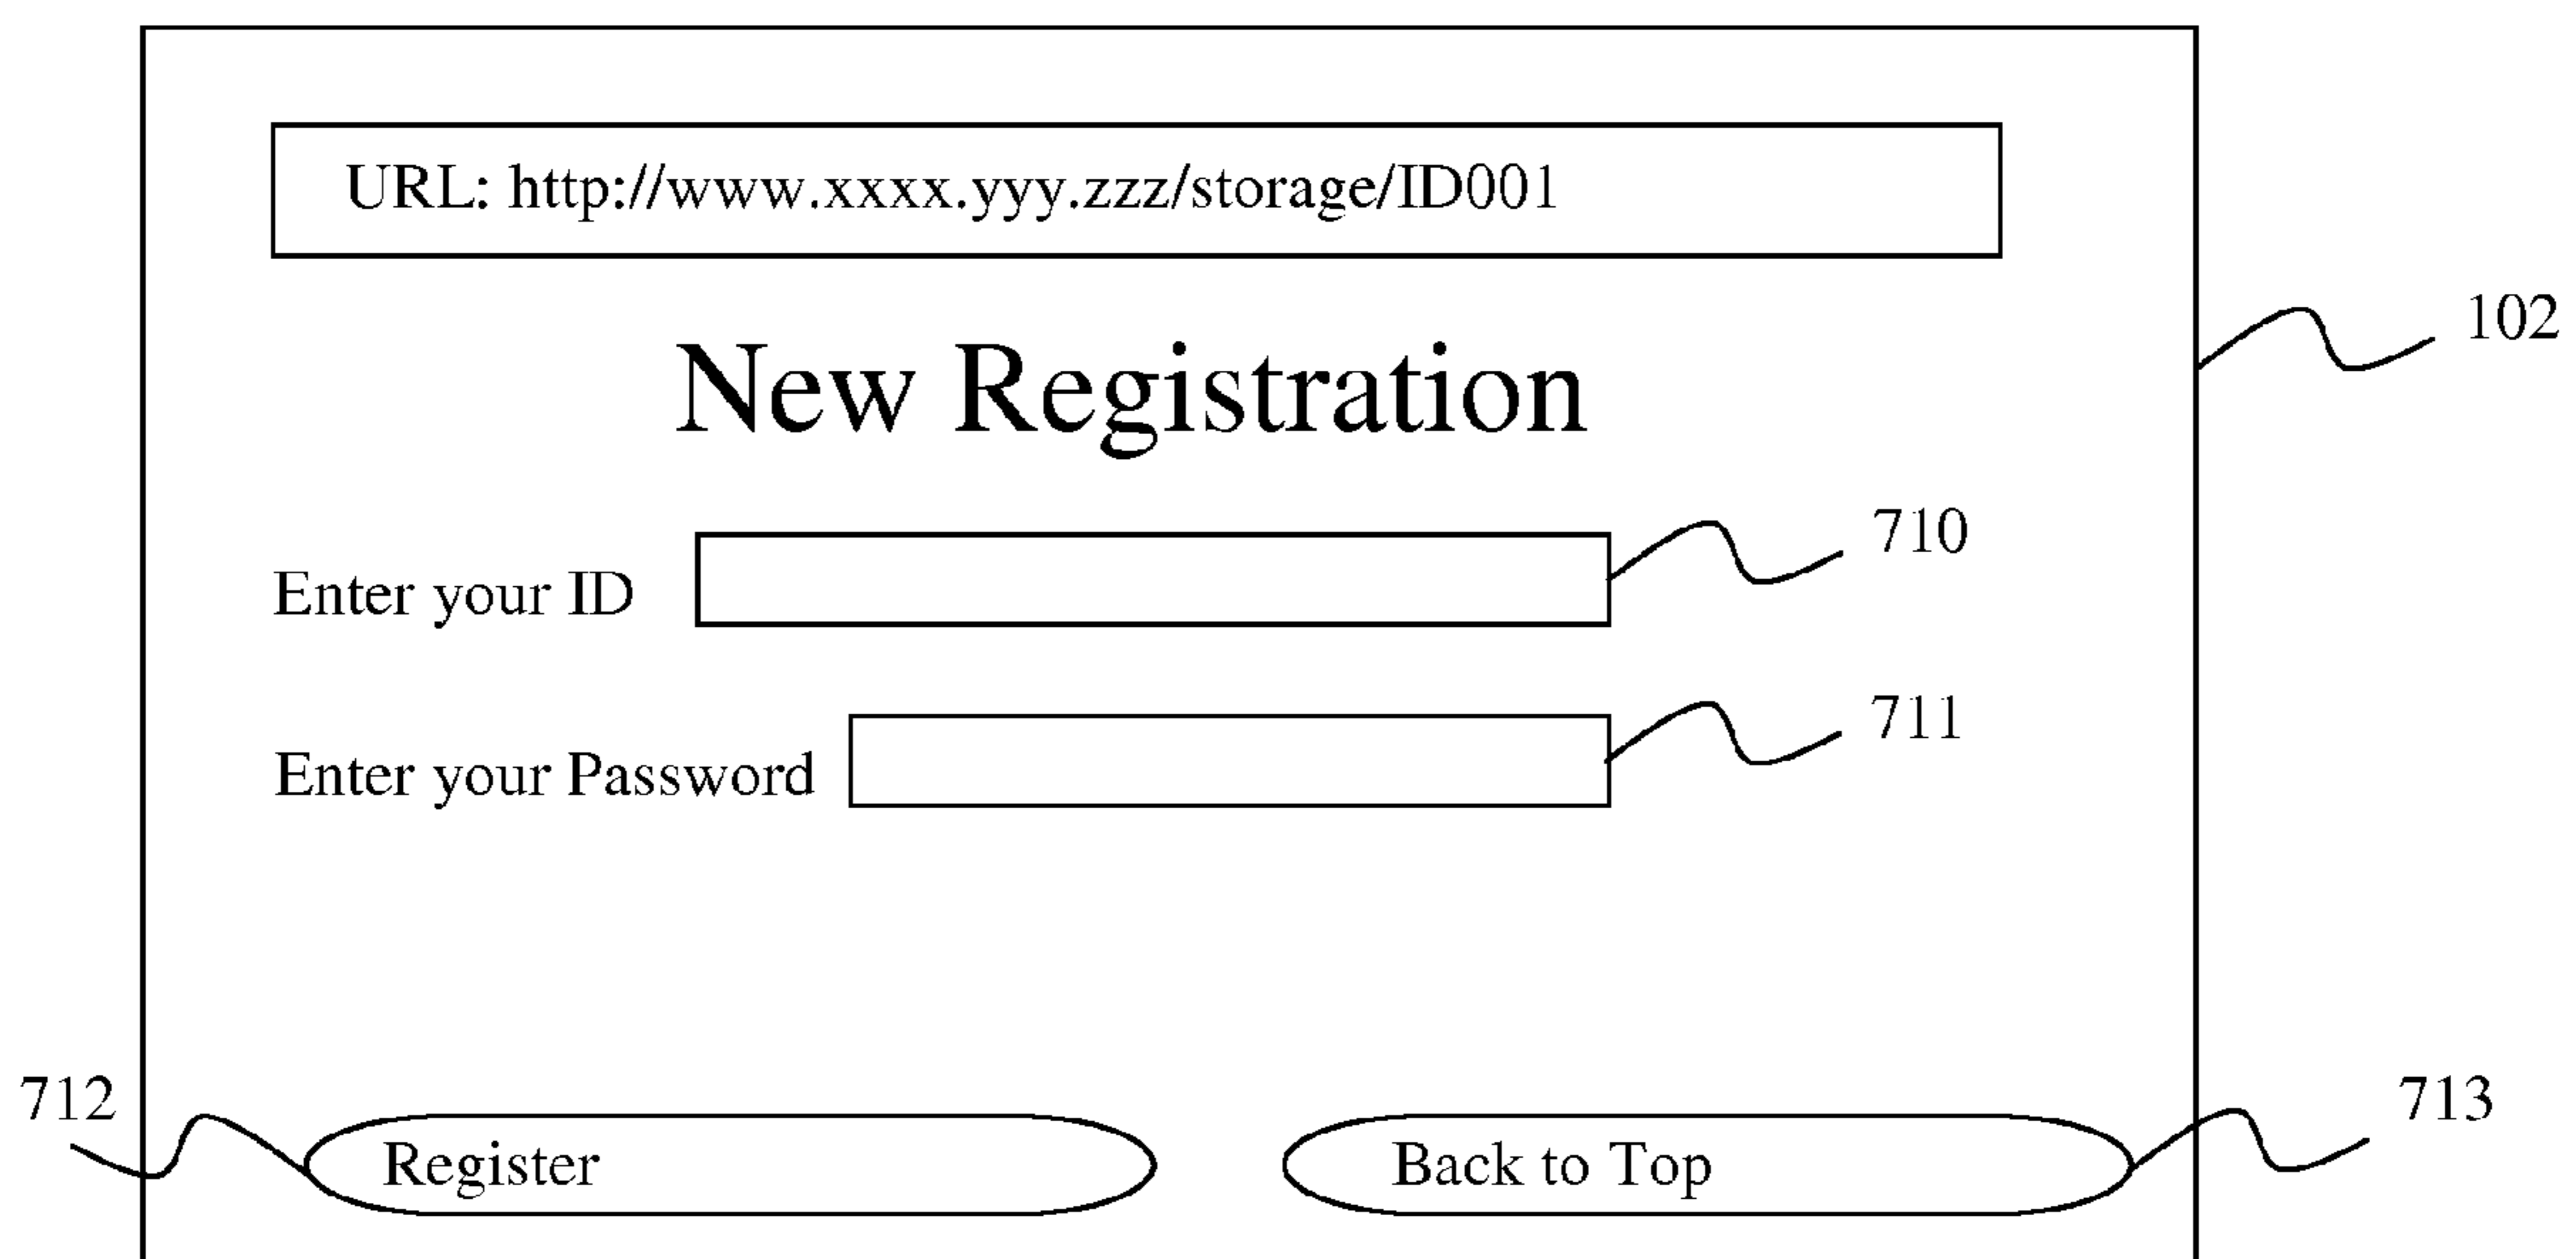 URL: http://www.xxxx.yyy.zzz/storage/ID001
New Registration
102
Enter your ID
710
Enter your Password
711
712
Register
Back to Top
713